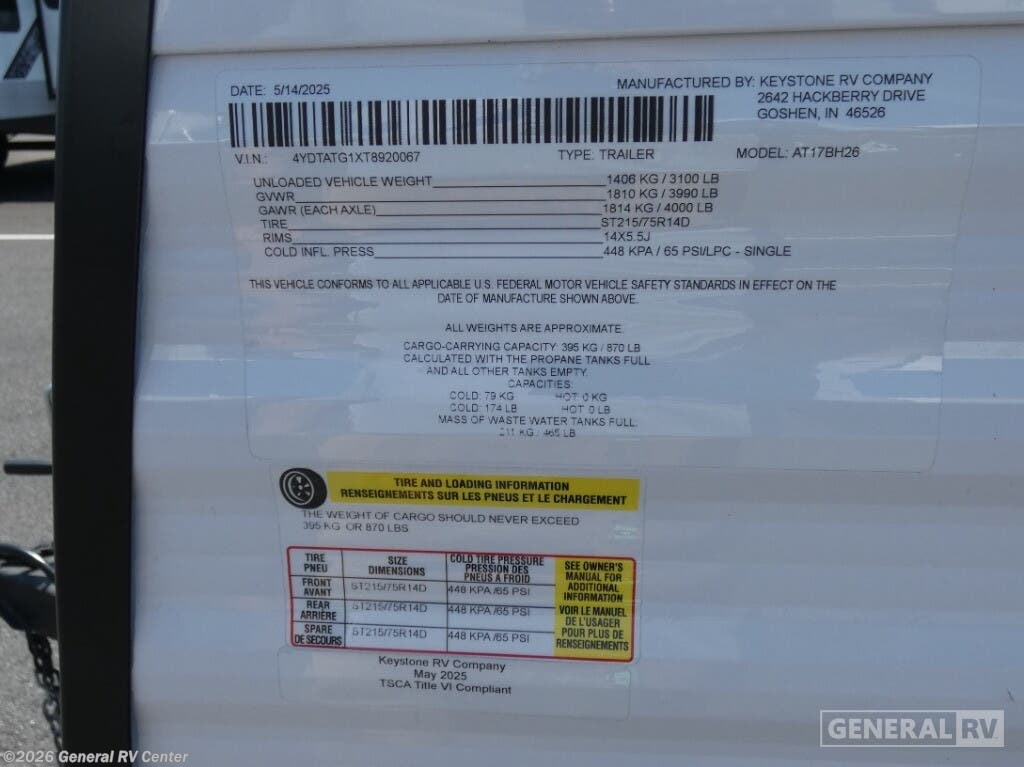 DATE: 5/14/2025
MANUFACTURED BY: KEYSTONE RV COMPANY
2642 HACKBERRY DRIVE
GOSHEN, IN 46526
V.I.N.: 4YDTATG1XT8920067 TYPE: TRAILER MODEL: AT17BH26
UNLOADED VEHICLE WEIGHT 1406 KG / 3100 LB
GVWR 1810 KG / 3990 LB
GAWR (EACH AXLE) 1814 KG / 4000 LB
TIRE ST215/75R14D
RIMS 14X5.5J
COLD INFL. PRESS 448 KPA / 65 PSI/LPC - SINGLE
THIS VEHICLE CONFORMS TO ALL APPLICABLE U.S. FEDERAL MOTOR VEHICLE SAFETY STANDARDS IN EFFECT ON THE
DATE OF MANUFACTURE SHOWN ABOVE.
ALL WEIGHTS ARE APPROXIMATE.
CARGO-CARRYING CAPACITY: 395 KG / 870 LB
CALCULATED WITH THE PROPANE TANKS FULL
AND ALL OTHER TANKS EMPTY.
CAPACITIES:
COLD: 79 KG HOT: 0 KG
COLD: 174 LB HOT: 0 LB
MASS OF WASTE WATER TANKS FULL:
211 KG / 465 LB
TIRE AND LOADING INFORMATION
RENSEIGNEMENTS SUR LES PNEUS ET LE CHARGEMENT
THE WEIGHT OF CARGO SHOULD NEVER EXCEED
395 KG OR 870 LBS
TIRE
PNEU
SIZE
DIMENSIONS
COLD TIRE PRESSURE
PRESSION DES
PNEUS A FROID
SEE OWNER'S
MANUAL FOR
ADDITIONAL
INFORMATION
VOIR LE MANUEL
DE L'USAGER
POUR PLUS DE
RENSEIGNEMENTS
FRONT
AVANT
ST215/75R14D
448 KPA /65 PSI
REAR
ARRIÈRE
ST215/75R14D
448 KPA /65 PSI
SPARE
DE SECOURS
ST215/75R14D
448 KPA /65 PSI
Keystone RV Company
May 2025
TSCA Title VI Compliant
GENERAL RV
©2026 General RV Center